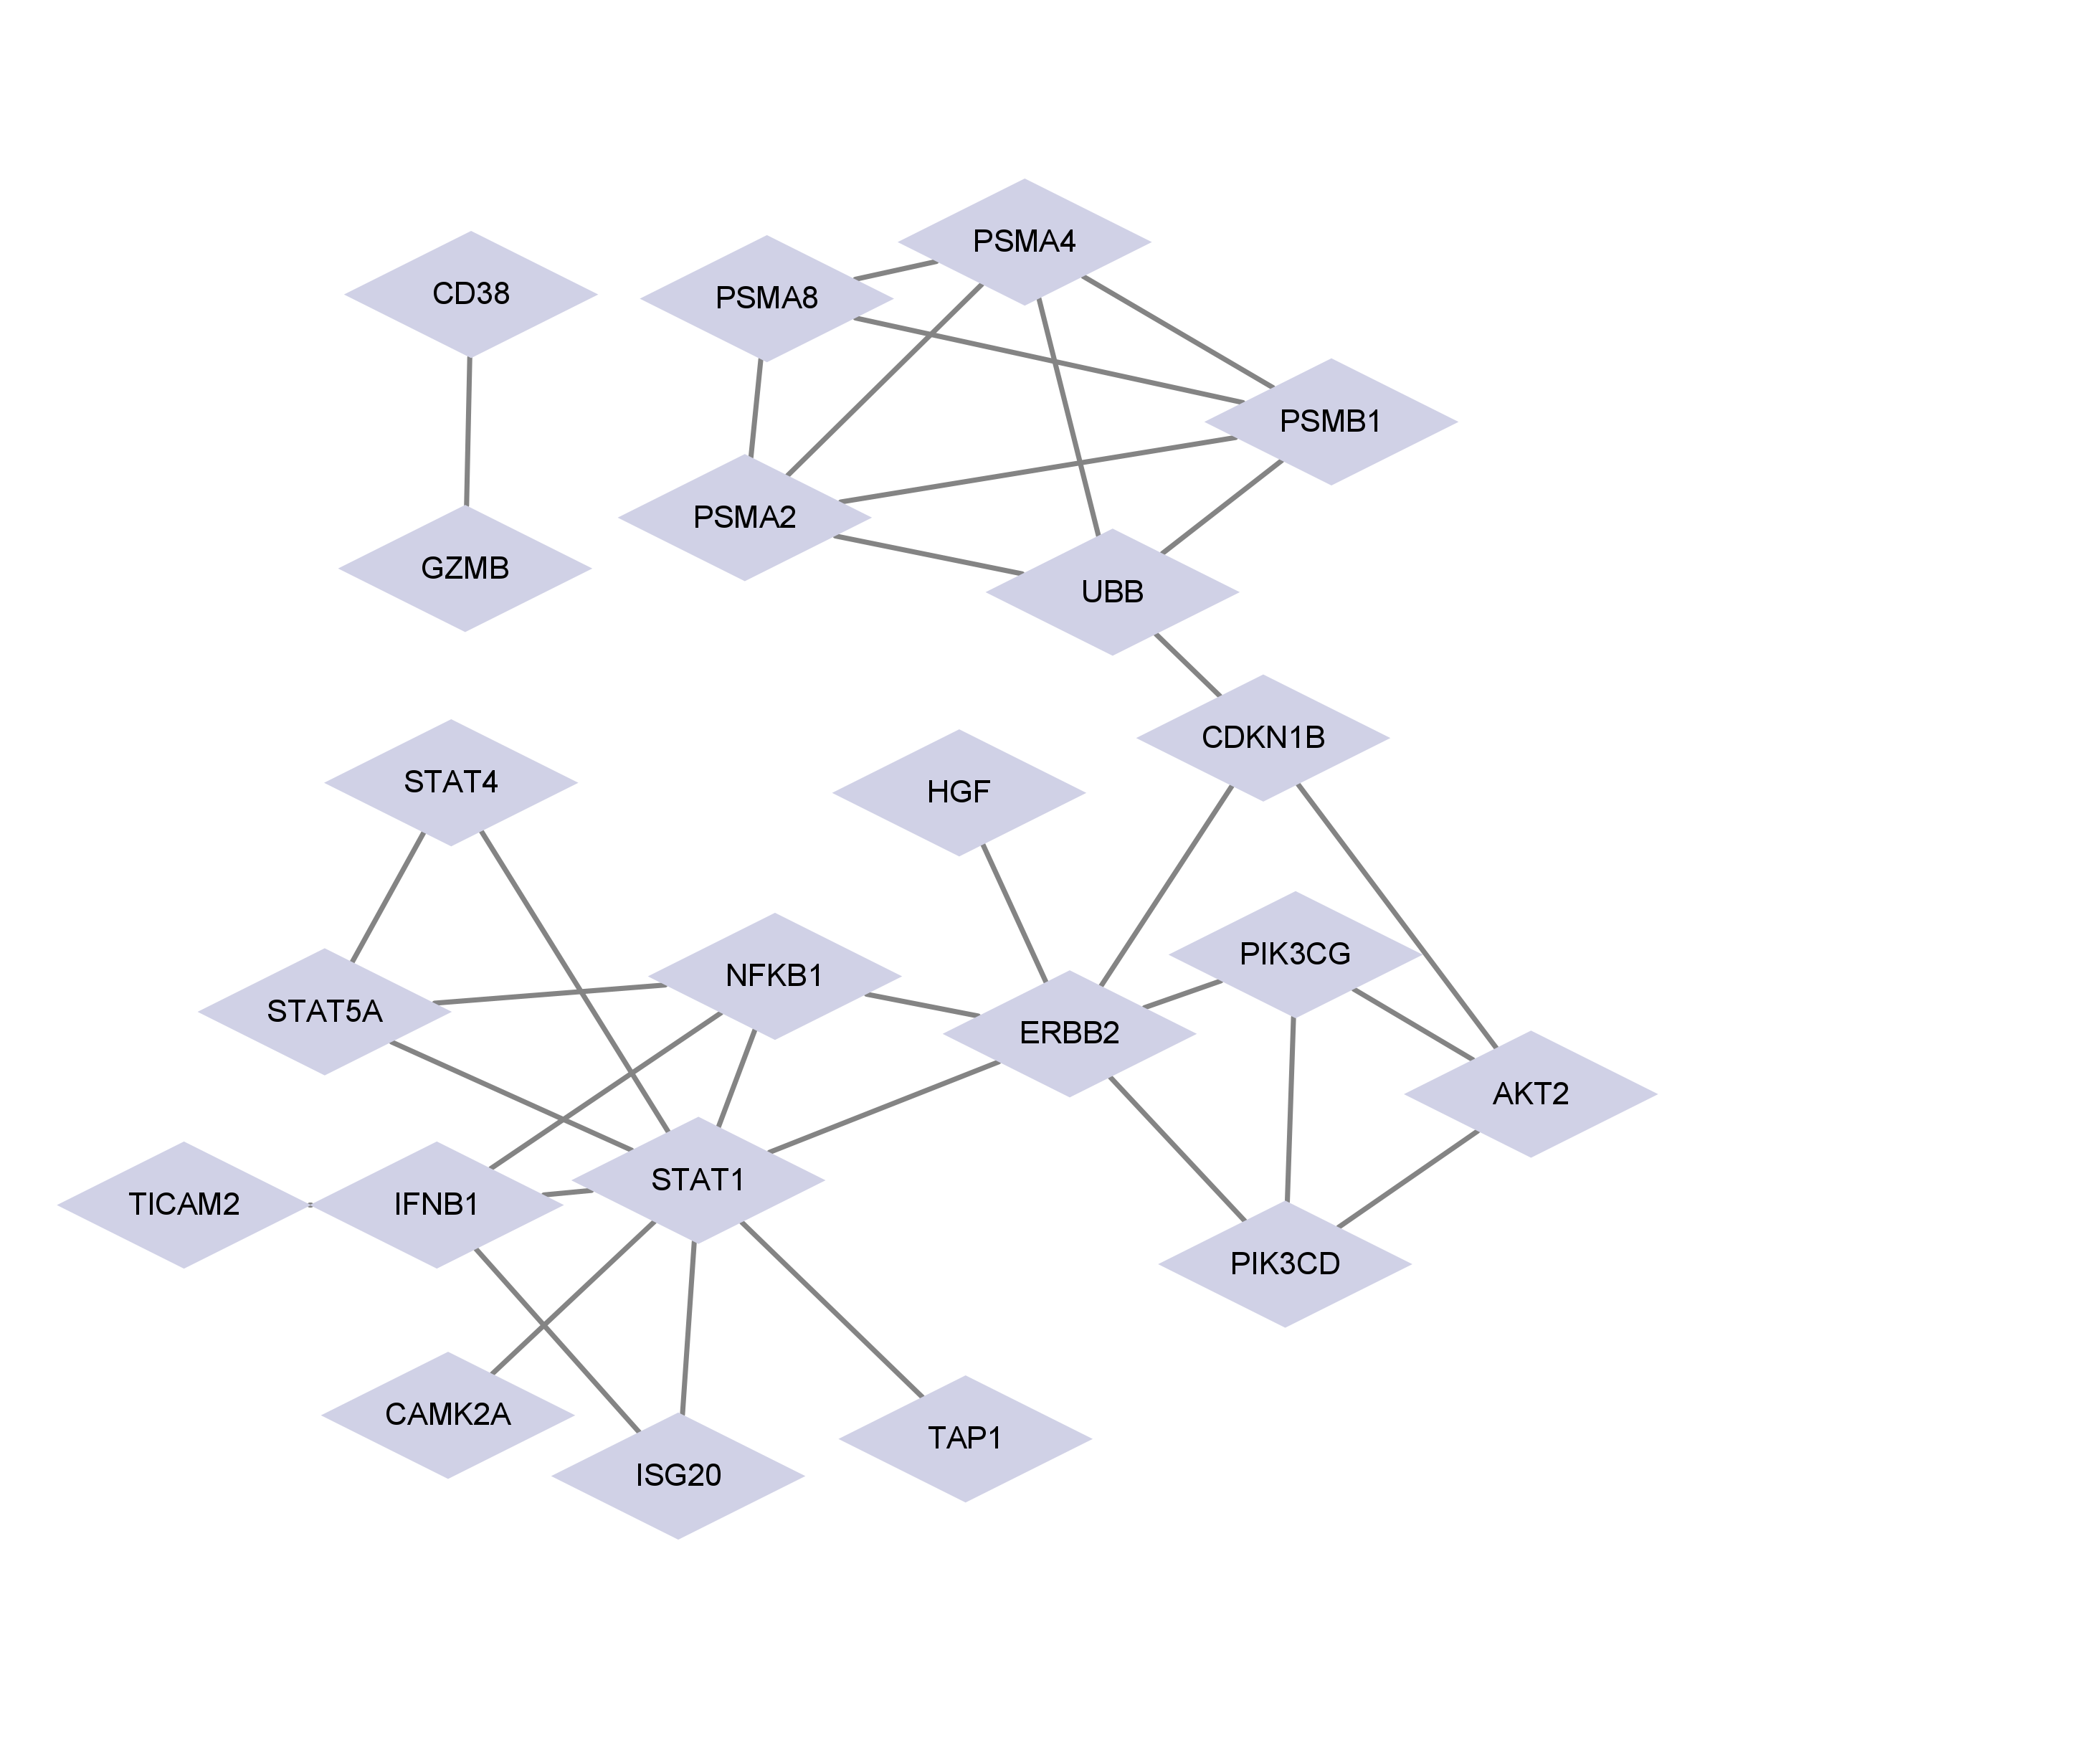 PSMA4
CD38
PSMA8
PSMB1
PSMA2
GZMB
UBB
CDKN1B
STAT4
HGF
PIK3CG
NFKB1
STAT5A
ERBB2
AKT2
STAT1
TICAM2
IFNB1
PIK3CD
CAMK2A
TAP1
ISG20